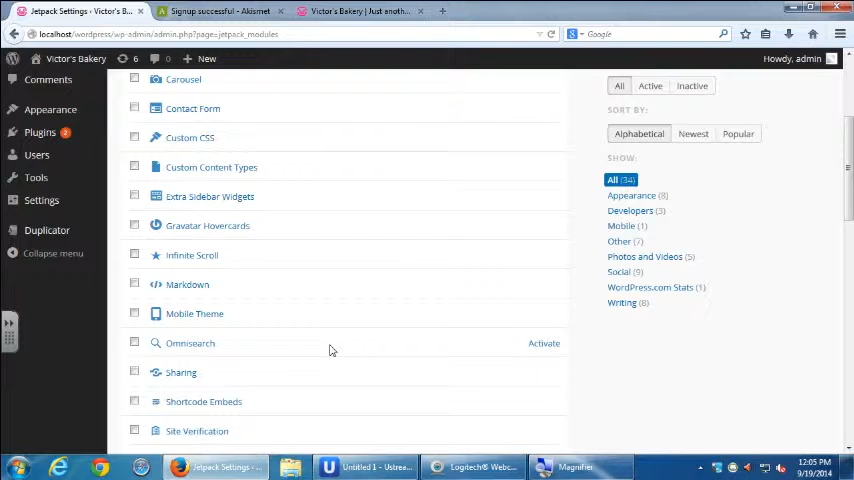 Jetpack Settings ‹ Victor's B... ×
Signup successful - Akismet ×
Victor's Bakery | Just anoth... ×
localhost/wordpress/wp-admin/admin.php?page=jetpack_modules
Google
Victor's Bakery 6 0 + New Howdy, admin
Comments
Appearance
Plugins 2
Users
Tools
Settings
Duplicator
Collapse menu
Carousel
Contact Form
Custom CSS
Custom Content Types
Extra Sidebar Widgets
Gravatar Hovercards
Infinite Scroll
Markdown
Mobile Theme
Omnisearch Activate
Sharing
Shortcode Embeds
Site Verification
All Active Inactive
SORT BY:
Alphabetical Newest Popular
SHOW:
All (34)
Appearance (8)
Developers (3)
Mobile (1)
Other (7)
Photos and Videos (5)
Social (9)
WordPress.com Stats (1)
Writing (8)
Jetpack Settings - ...
Untitled 1 - Ustrea...
Logitech® Webc...
Magnifier
12:05 PM
9/19/2014